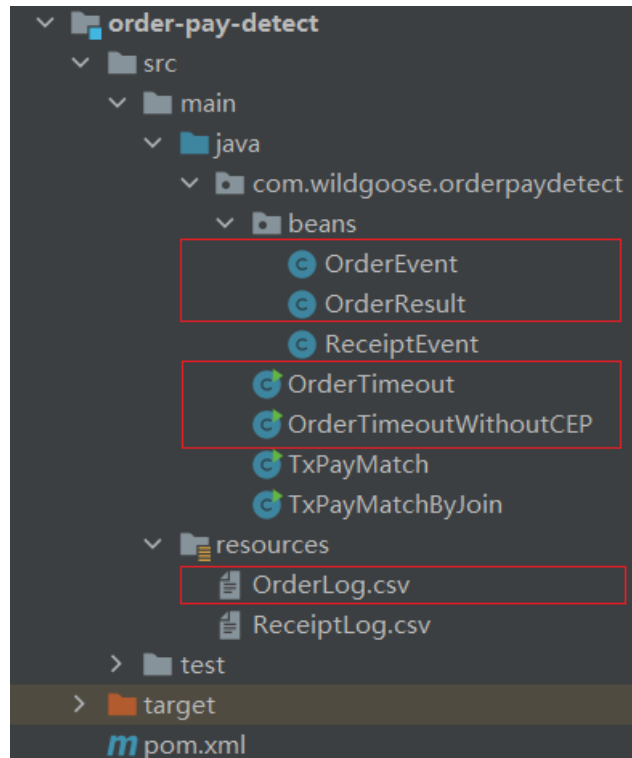 order-pay-detect
src
main
java
com.wildgoose.orderpaydetect
beans
C OrderEvent
C OrderResult
C ReceiptEvent
C OrderTimeout
C OrderTimeoutWithoutCEP
C TxPayMatch
C TxPayMatchByJoin
resources
OrderLog.csv
ReceiptLog.csv
test
target
m pom.xml